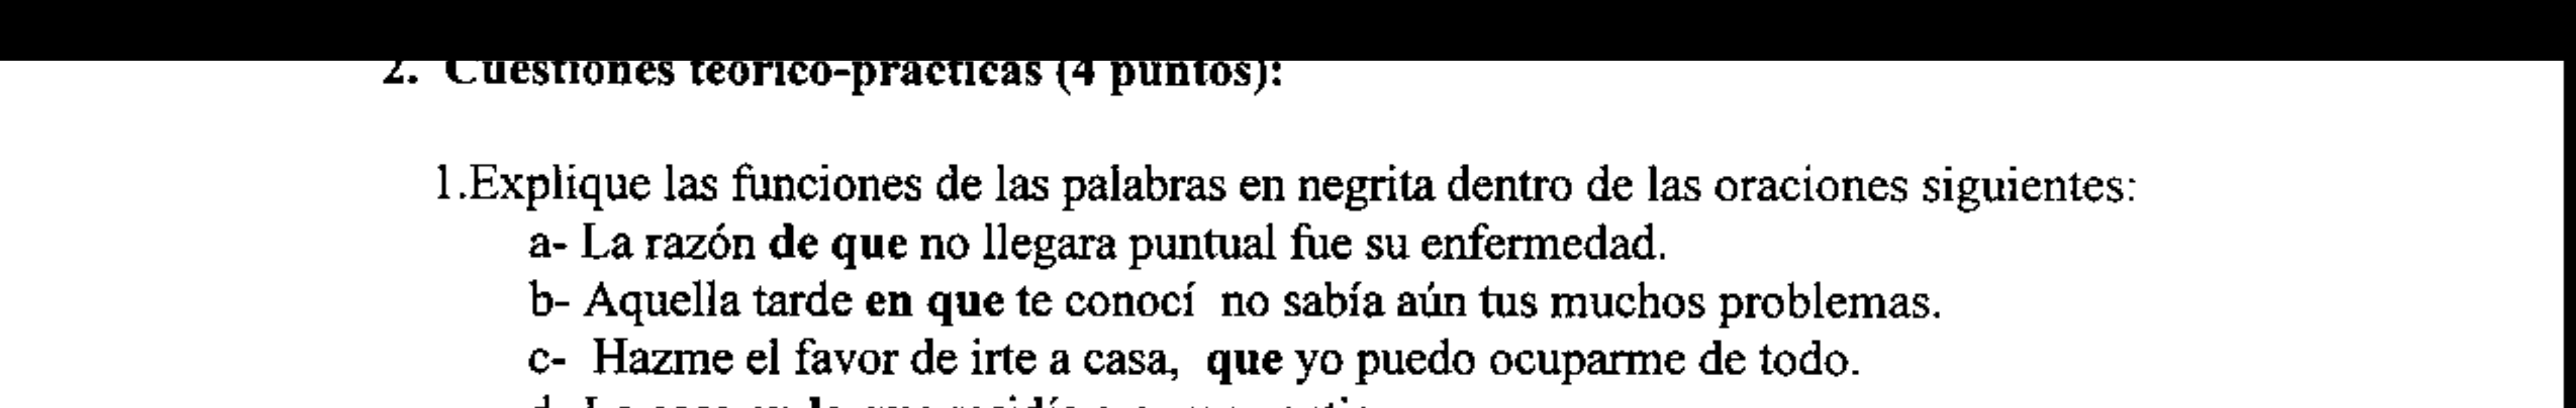 2. Cuestiones teórico-prácticas (4 puntos):
1.Explique las funciones de las palabras en negrita dentro de las oraciones siguientes:
a- La razón de que no llegara puntual fue su enfermedad.
b- Aquella tarde en que te conocí no sabía aún tus muchos problemas.
c- Hazme el favor de irte a casa, que yo puedo ocuparme de todo.